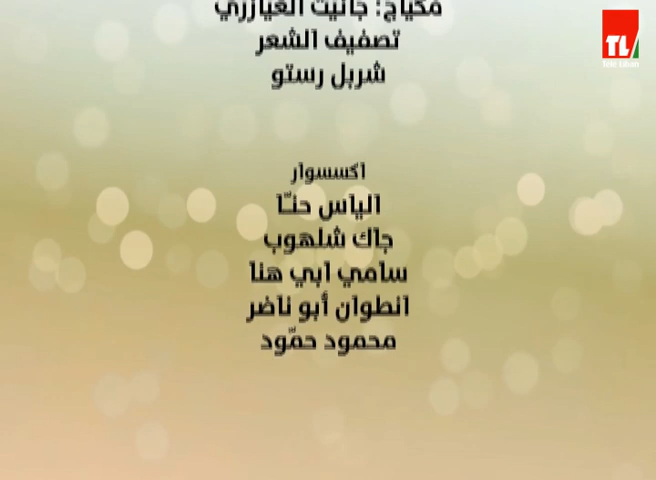 مكياج: جانيت الغيازري
تصفيف الشعر
شربل رستو
TL
اكسسوار
الياس حنّا
جاك شلهوب
سامي ابي هنا
انطوان أبو ناضر
محمود حمّود